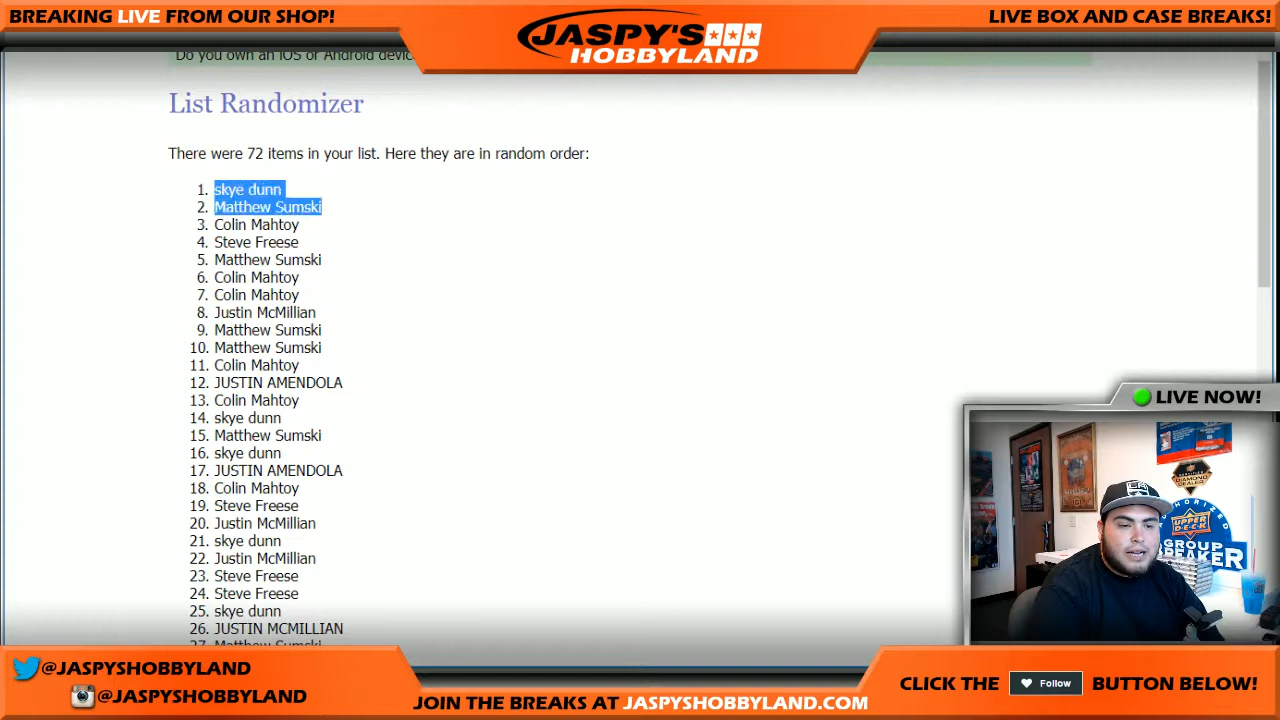 BREAKING LIVE FROM OUR SHOP!
JASPY'S
HOBBYLAND
LIVE BOX AND CASE BREAKS!
Do you own an iOS or Android
List Randomizer
There were 72 items in your list. Here they are in random order:
1. skye dunn
2. Matthew Sumski
3. Colin Mahtoy
4. Steve Freese
5. Matthew Sumski
6. Colin Mahtoy
7. Colin Mahtoy
8. Justin McMillian
9. Matthew Sumski
10. Matthew Sumski
11. Colin Mahtoy
12. JUSTIN AMENDOLA
13. Colin Mahtoy
14. skye dunn
15. Matthew Sumski
16. skye dunn
17. JUSTIN AMENDOLA
18. Colin Mahtoy
19. Steve Freese
20. Justin McMillian
21. skye dunn
22. Justin McMillian
23. Steve Freese
24. Steve Freese
25. skye dunn
26. JUSTIN MCMILLIAN
27. Matthew Sumski
LIVE NOW!
DIAMOND
DEALER
AUTHORIZED
UPPER
DECK
GROUP
BREAKER
@JASPYSHOBBYLAND
@JASPYSHOBBYLAND
JOIN THE BREAKS AT JASPYSHOBBYLAND.COM
CLICK THE
Follow
BUTTON BELOW!